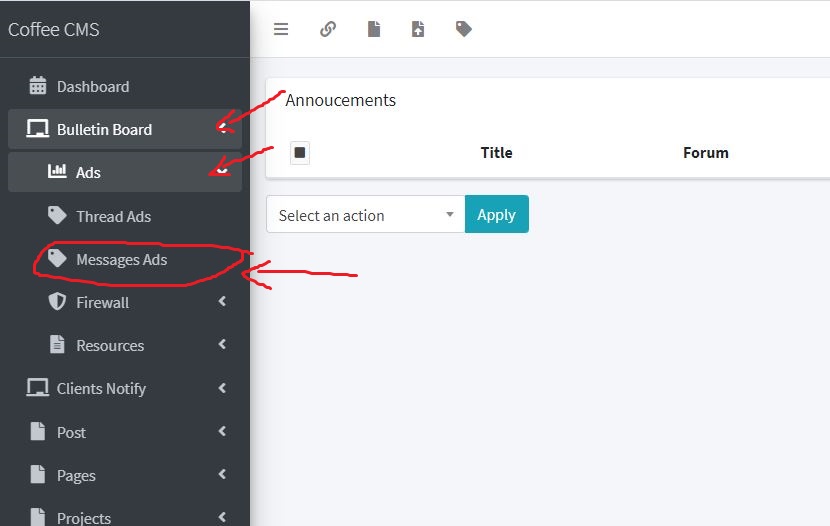 Coffee CMS
Dashboard
Bulletin Board
Ads
Thread Ads
Messages Ads
Firewall
Resources
Clients Notify
Post
Pages
Projects
Annoucements
Title Forum
Select an action Apply